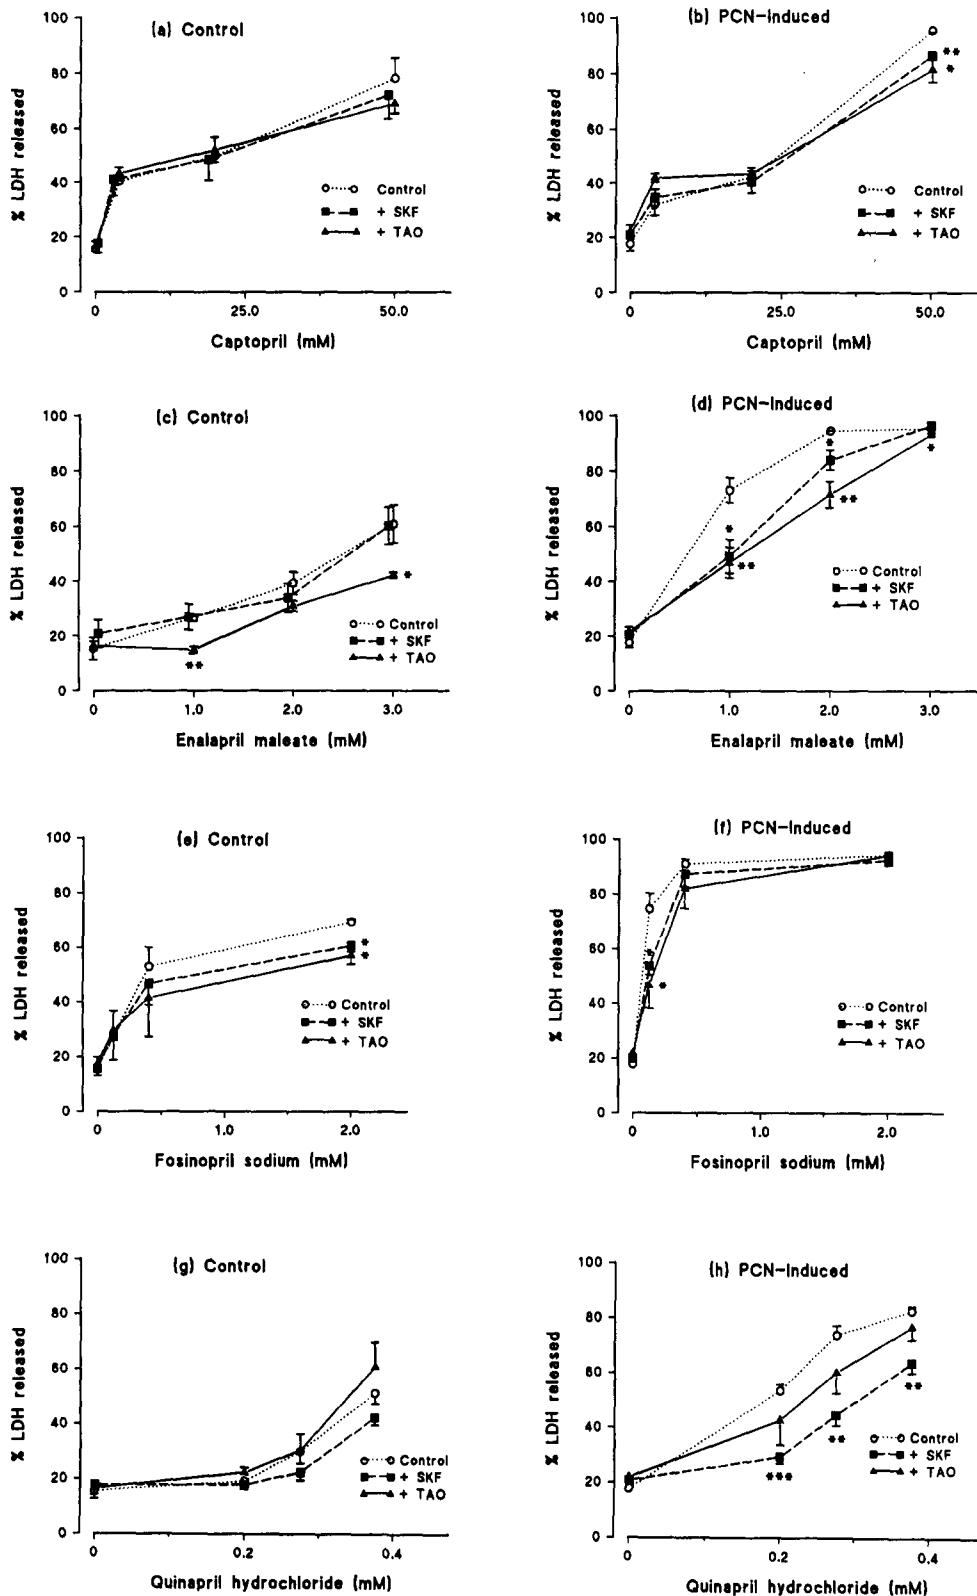 (a) Control
100
80
60
40
20
0
% LDH released
Control
+ SKF
+ TAO
0 25.0 50.0
Captopril (mM)
(b) PCN-Induced
100
80
60
40
20
0
% LDH released
**
*
Control
+ SKF
+ TAO
0 25.0 50.0
Captopril (mM)
(c) Control
100
80
60
40
20
0
% LDH released
*
**
Control
+ SKF
+ TAO
0 1.0 2.0 3.0
Enalapril maleate (mM)
(d) PCN-Induced
100
80
60
40
20
0
% LDH released
*
*
**
*
**
Control
+ SKF
+ TAO
0 1.0 2.0 3.0
Enalapril maleate (mM)
(e) Control
100
80
60
40
20
0
% LDH released
*
*
Control
+ SKF
+ TAO
0 1.0 2.0
Fosinopril sodium (mM)
(f) PCN-Induced
100
80
60
40
20
0
% LDH released
*
*
Control
+ SKF
+ TAO
0 1.0 2.0
Fosinopril sodium (mM)
(g) Control
100
80
60
40
20
0
% LDH released
Control
+ SKF
+ TAO
0 0.2 0.4
Quinapril hydrochloride (mM)
(h) PCN-Induced
100
80
60
40
20
0
% LDH released
**
**
***
Control
+ SKF
+ TAO
0 0.2 0.4
Quinapril hydrochloride (mM)